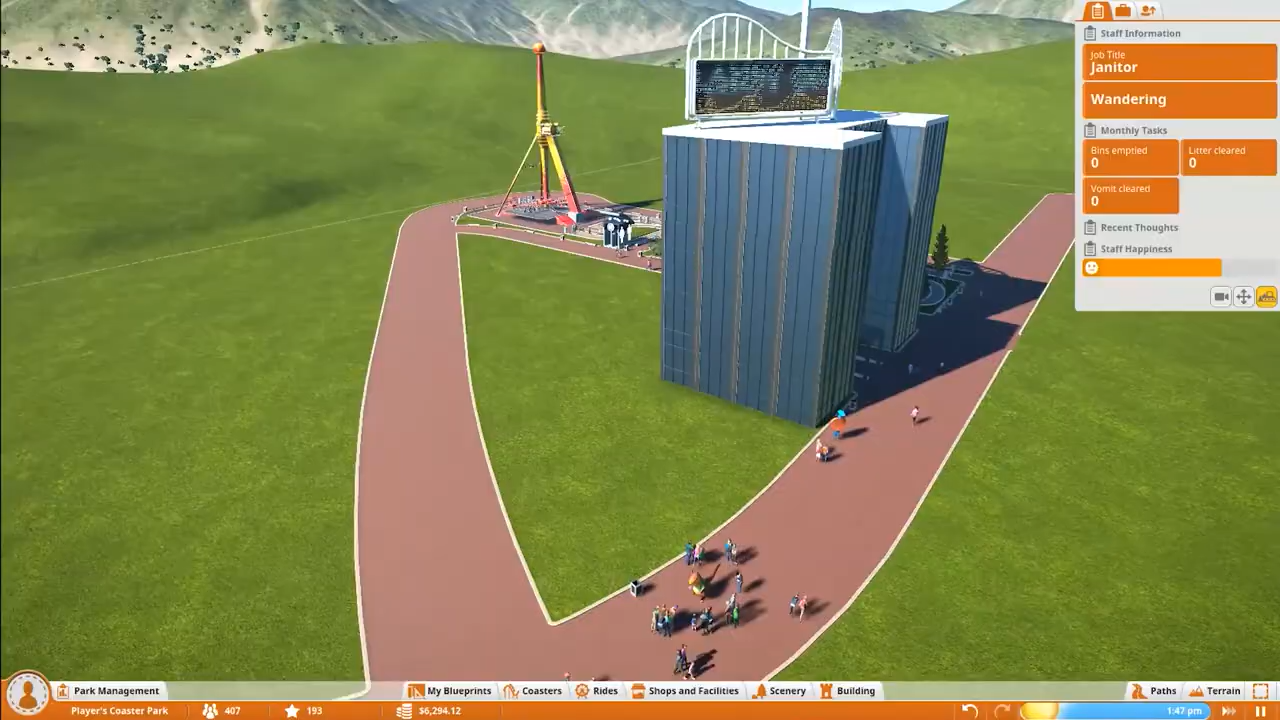 Staff Information
Job Title
Janitor
Wandering
Monthly Tasks
Bins emptied
0
Litter cleared
0
Vomit cleared
0
Recent Thoughts
Staff Happiness
Park Management
My Blueprints
Coasters
Rides
Shops and Facilities
Scenery
Building
Paths
Terrain
Player's Coaster Park
407
193
$6,294.12
1:47 pm